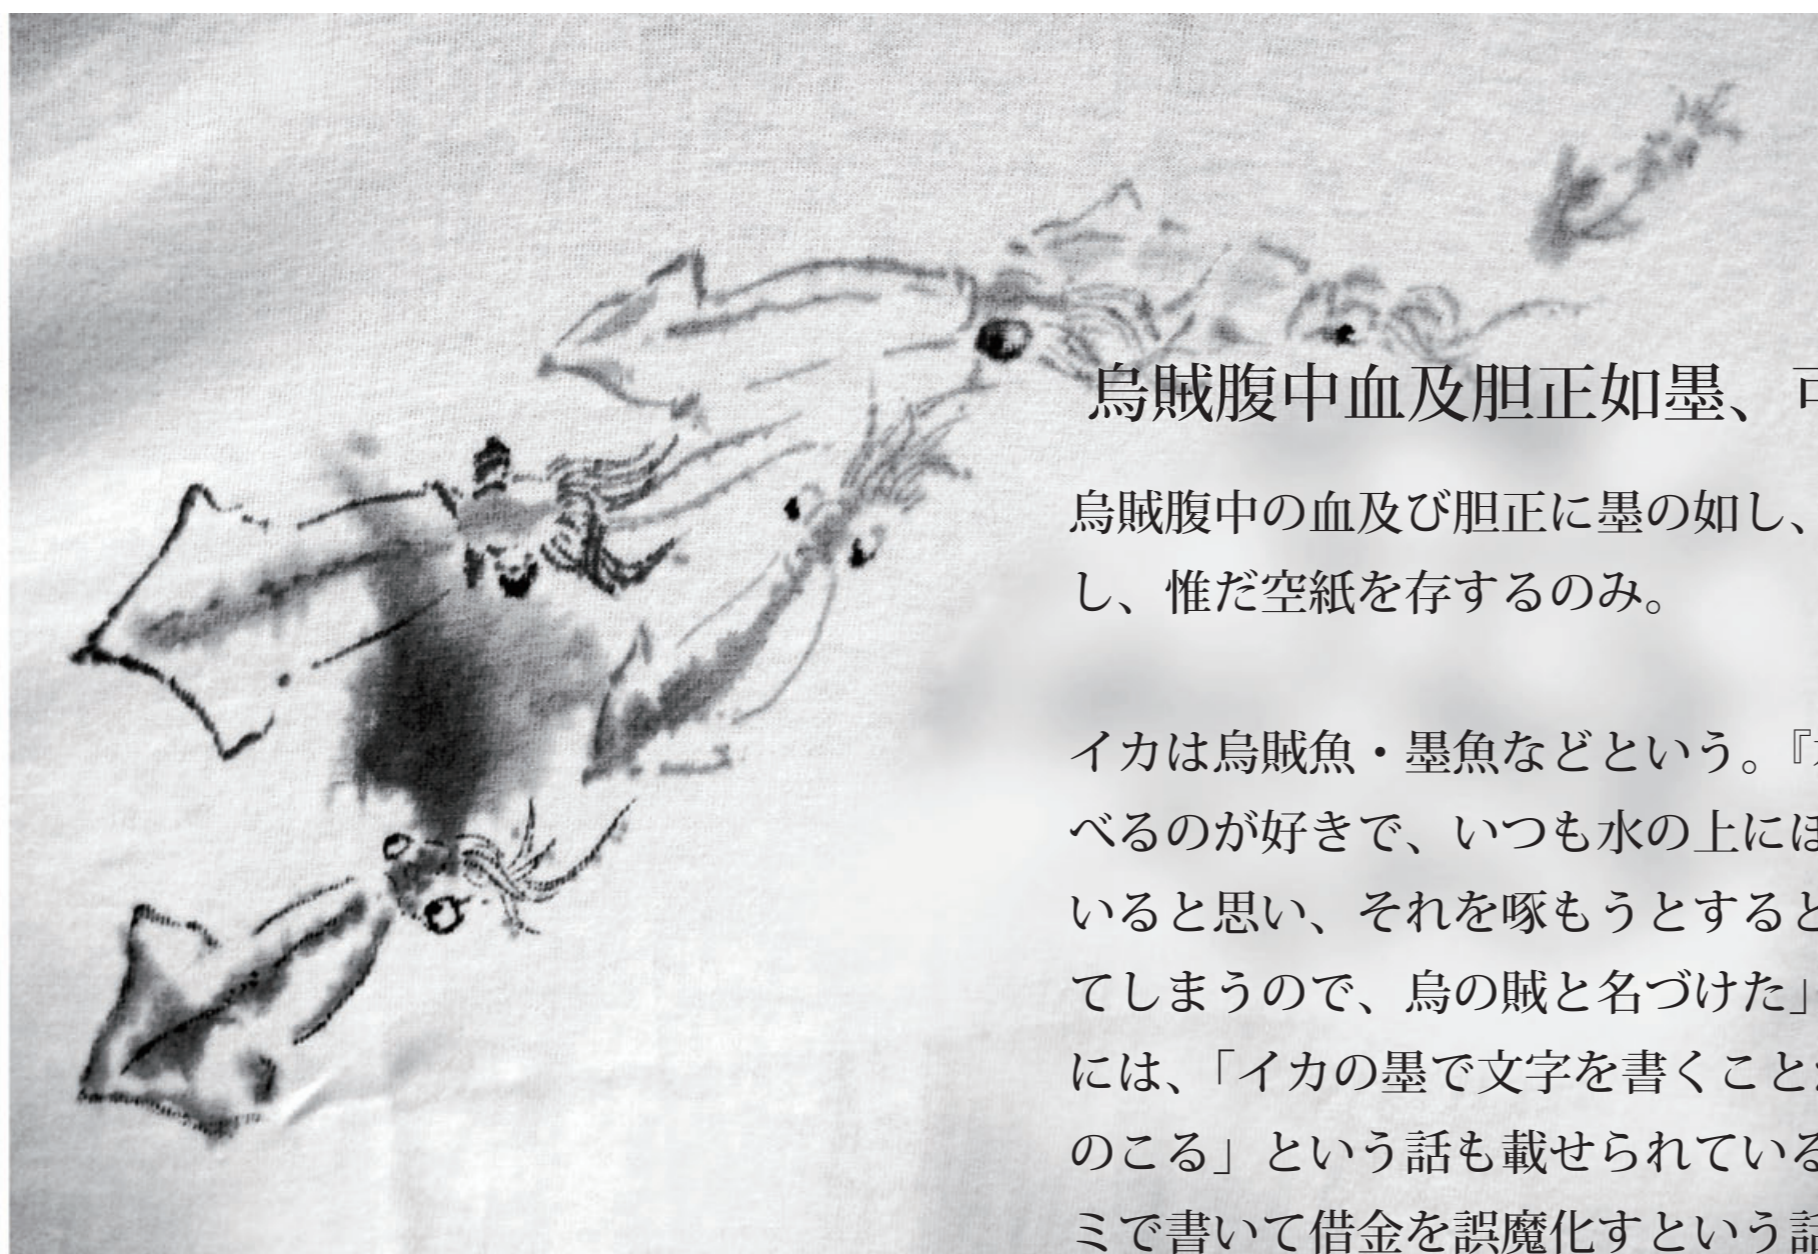 烏賊腹中血及胆正如墨、可
烏賊腹中の血及び胆正に墨の如し、
し、惟だ空紙を存するのみ。
イカは烏賊魚・墨魚などという。『
べるのが好きで、いつも水の上に
いると思い、それを啄もうとすると
てしまうので、烏の賊と名づけた」
には、「イカの墨で文字を書くこと
のこる」という話も載せられている
ミで書いて借金を誤魔化すという話